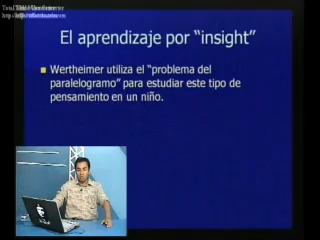 El aprendizaje por “insight”
Wertheimer utiliza el “problema del
paralelogramo” para estudiar este tipo de
pensamiento en un niño.